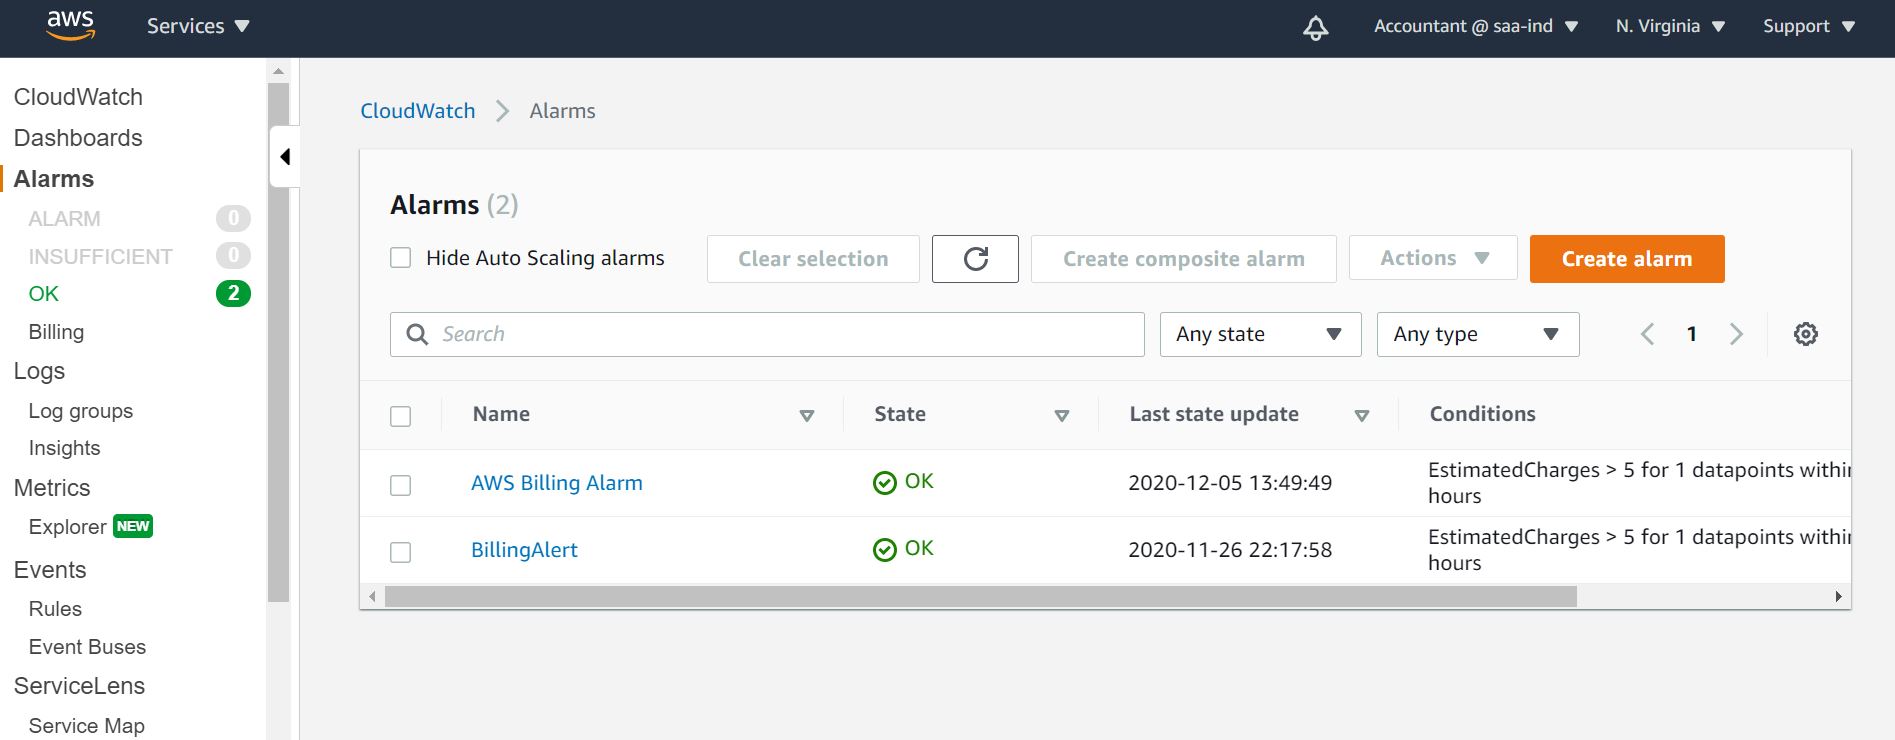 aws
Services
Accountant @ saa-ind
N. Virginia
Support
CloudWatch
Dashboards
Alarms
ALARM 0
INSUFFICIENT 0
OK 2
Billing
Logs
Log groups
Insights
Metrics
Explorer NEW
Events
Rules
Event Buses
ServiceLens
Service Map
CloudWatch
Alarms
Alarms (2)
Hide Auto Scaling alarms
Clear selection
Create composite alarm
Actions
Create alarm
Search
Any state
Any type
1
Name
State
Last state update
Conditions
AWS Billing Alarm
OK
2020-12-05 13:49:49
EstimatedCharges > 5 for 1 datapoints within
hours
BillingAlert
OK
2020-11-26 22:17:58
EstimatedCharges > 5 for 1 datapoints within
hours